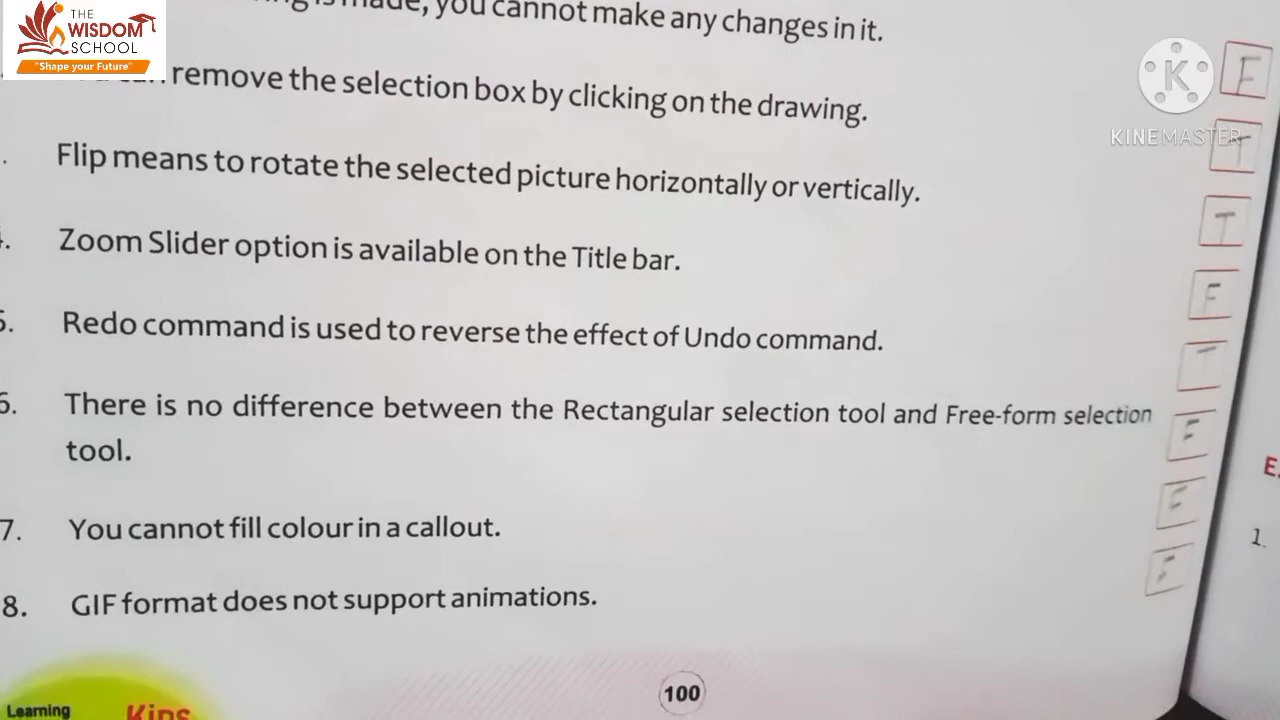 THE
WISDOM
SCHOOL
"Shape your Future"
made, you cannot make any changes in it.
F
remove the selection box by clicking on the drawing.
T
KINEMASTER
. Flip means to rotate the selected picture horizontally or vertically.
T
. Zoom Slider option is available on the Title bar.
F
5. Redo command is used to reverse the effect of Undo command.
T
6. There is no difference between the Rectangular selection tool and Free-form selection
tool.
F
7. You cannot fill colour in a callout.
F
8. GIF format does not support animations.
F
E.
1.
100
Learning
Kips